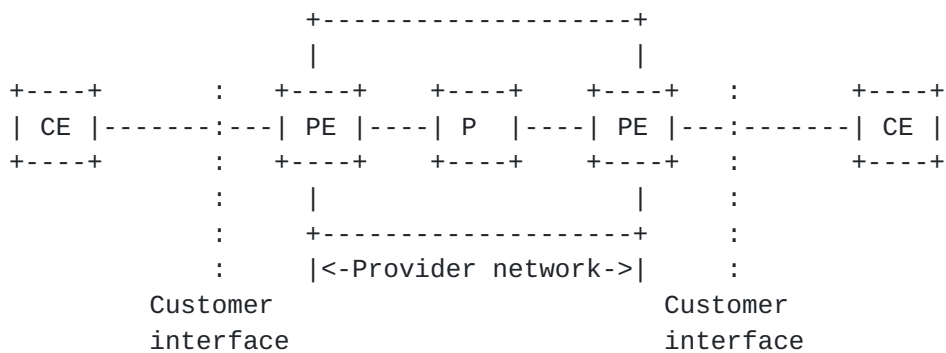 +--------------------+
                   |                    |
+----+       :   +----+    +----+    +----+   :       +----+
| CE |-------:---| PE |----| P  |----| PE |---:-------| CE |
+----+       :   +----+    +----+    +----+   :       +----+
             :     |                    |     :
             :     +--------------------+     :
             :     |<-Provider network->|     :
         Customer                         Customer
         interface                        interface